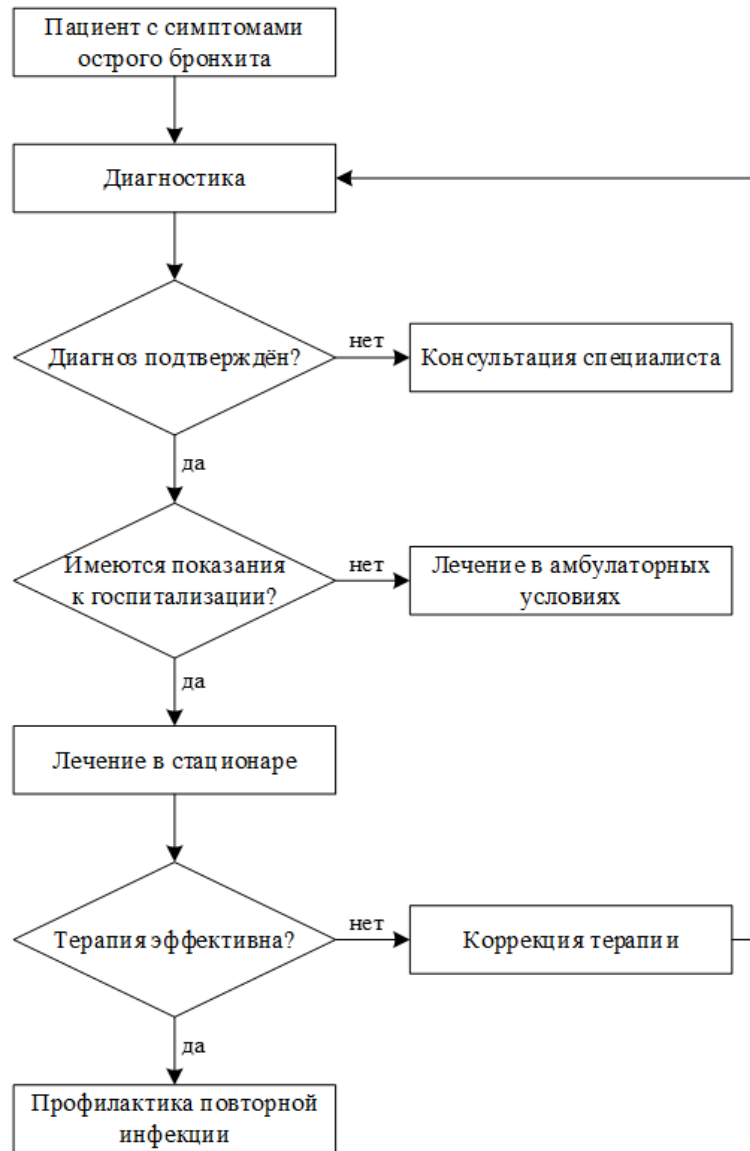 Пациент с симптомами
острого бронхита
Диагностика
Диагноз подтверждён?
нет
Консультация специалиста
да
Имеются показания
к госпитализации?
нет
Лечение в амбулаторных
условиях
да
Лечение в стационаре
Терапия эффективна?
нет
Коррекция терапии
да
Профилактика повторной
инфекции